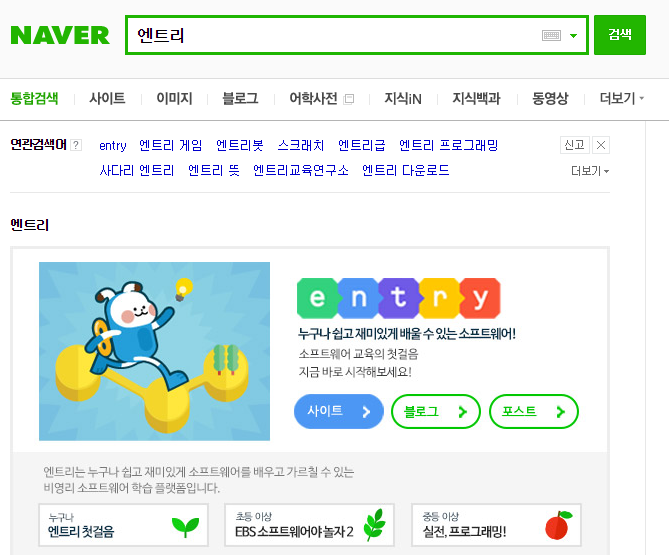 NAVER 엔트리 검색
통합검색 사이트 이미지 블로그 어학사전 지식iN 지식백과 동영상 더보기
연관검색어 ? entry 엔트리 게임 엔트리봇 스크래치 엔트리급 엔트리 프로그래밍 신고
사다리 엔트리 엔트리 뜻 엔트리교육연구소 엔트리 다운로드 더보기
엔트리
entry
누구나 쉽고 재미있게 배울 수 있는 소프트웨어!
소프트웨어 교육의 첫걸음
지금 바로 시작해보세요!
사이트 블로그 포스트
엔트리는 누구나 쉽고 재미있게 소프트웨어를 배우고 가르칠 수 있는
비영리 소프트웨어 학습 플랫폼입니다.
누구나 초등 이상 중등 이상
엔트리 첫걸음 EBS 소프트웨어야 놀자 2 실전, 프로그래밍!